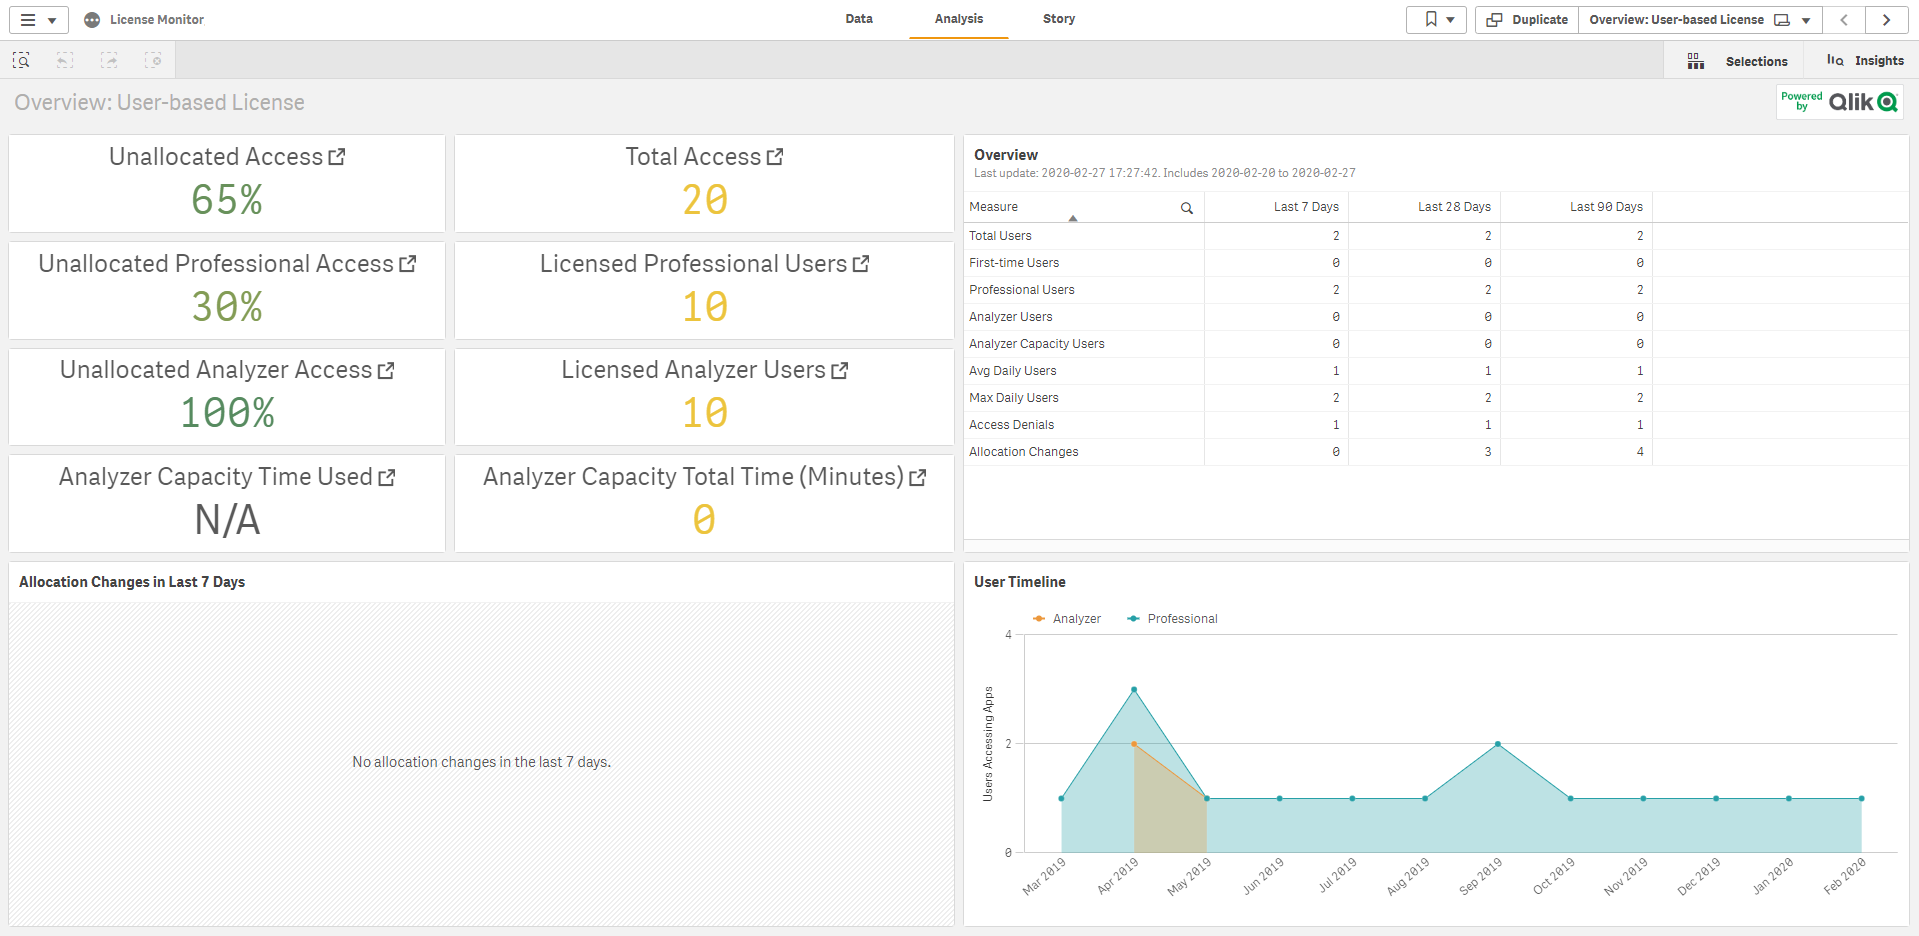 License Monitor
Data
Analysis
Story
Duplicate
Overview: User-based License
Selections
Insights
Overview: User-based License
Powered by Qlik
Unallocated Access
65%
Total Access
20
Unallocated Professional Access
30%
Licensed Professional Users
10
Unallocated Analyzer Access
100%
Licensed Analyzer Users
10
Analyzer Capacity Time Used
N/A
Analyzer Capacity Total Time (Minutes)
0
Overview
Last update: 2020-02-27 17:27:42. Includes 2020-02-20 to 2020-02-27
Measure Last 7 Days Last 28 Days Last 90 Days
Total Users 2 2 2
First-time Users 0 0 0
Professional Users 2 2 2
Analyzer Users 0 0 0
Analyzer Capacity Users 0 0 0
Avg Daily Users 1 1 1
Max Daily Users 2 2 2
Access Denials 1 1 1
Allocation Changes 0 3 4
Allocation Changes in Last 7 Days
No allocation changes in the last 7 days.
User Timeline
Analyzer Professional
Users Accessing Apps
4
2
0
Mar 2019 Apr 2019 May 2019 Jun 2019 Jul 2019 Aug 2019 Sep 2019 Oct 2019 Nov 2019 Dec 2019 Jan 2020 Feb 2020